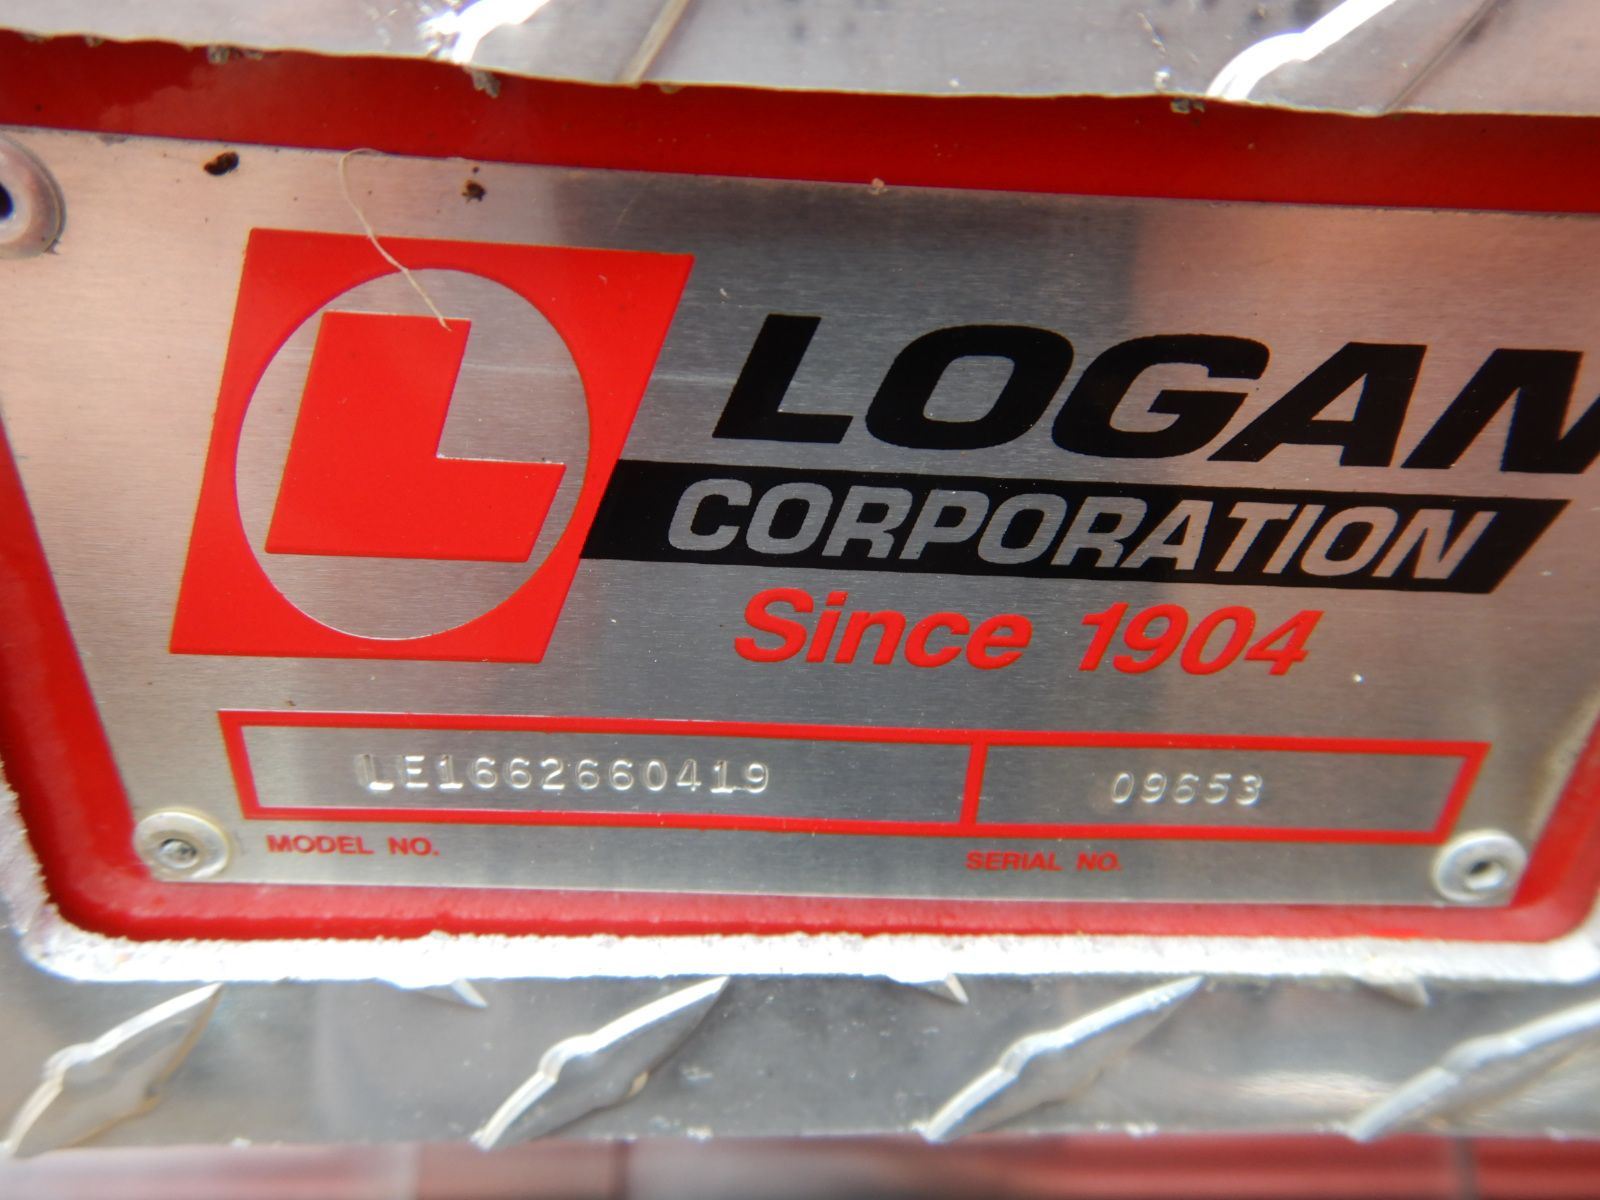 L
LOGAN
CORPORATION
Since 1904
LE1662660419
09653
MODEL NO.
SERIAL NO.